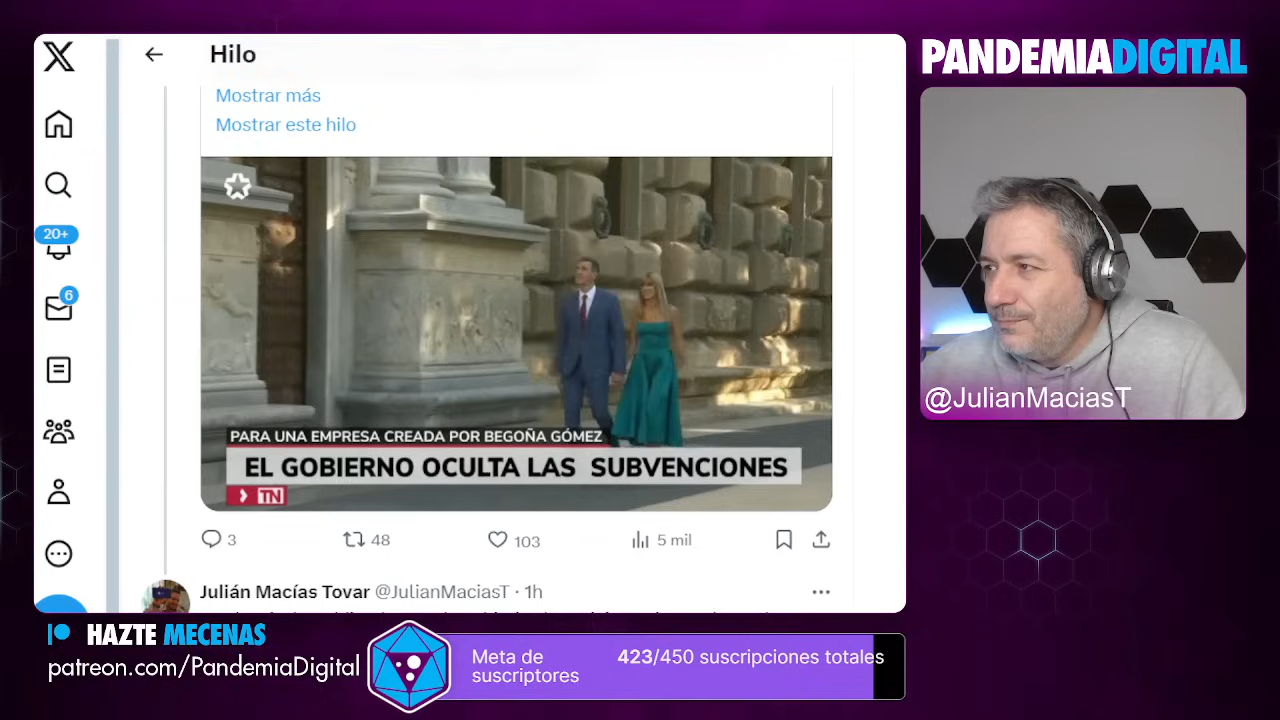 Hilo
Mostrar más
Mostrar este hilo
20+
6
PARA UNA EMPRESA CREADA POR BEGOÑA GÓMEZ
EL GOBIERNO OCULTA LAS SUBVENCIONES
TN
3
48
103
5 mil
Julián Macías Tovar @JulianMaciasT · 1h
PANDEMIADIGITAL
@JulianMaciasT
HAZTE MECENAS
patreon.com/PandemiaDigital
Meta de suscriptores
423/450 suscripciones totales